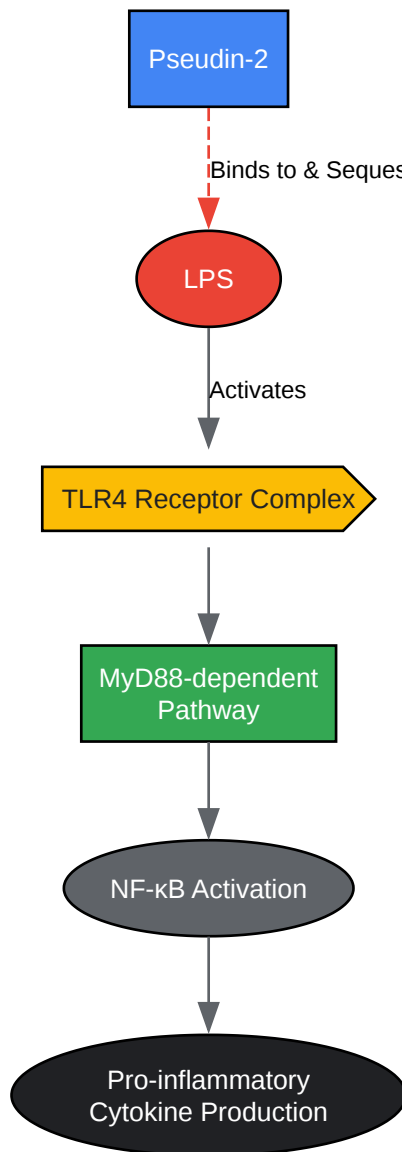 Pseudin-2
Binds to & Seques
LPS
Activates
TLR4 Receptor Complex
MyD88-dependent
Pathway
NF-κB Activation
Pro-inflammatory
Cytokine Production